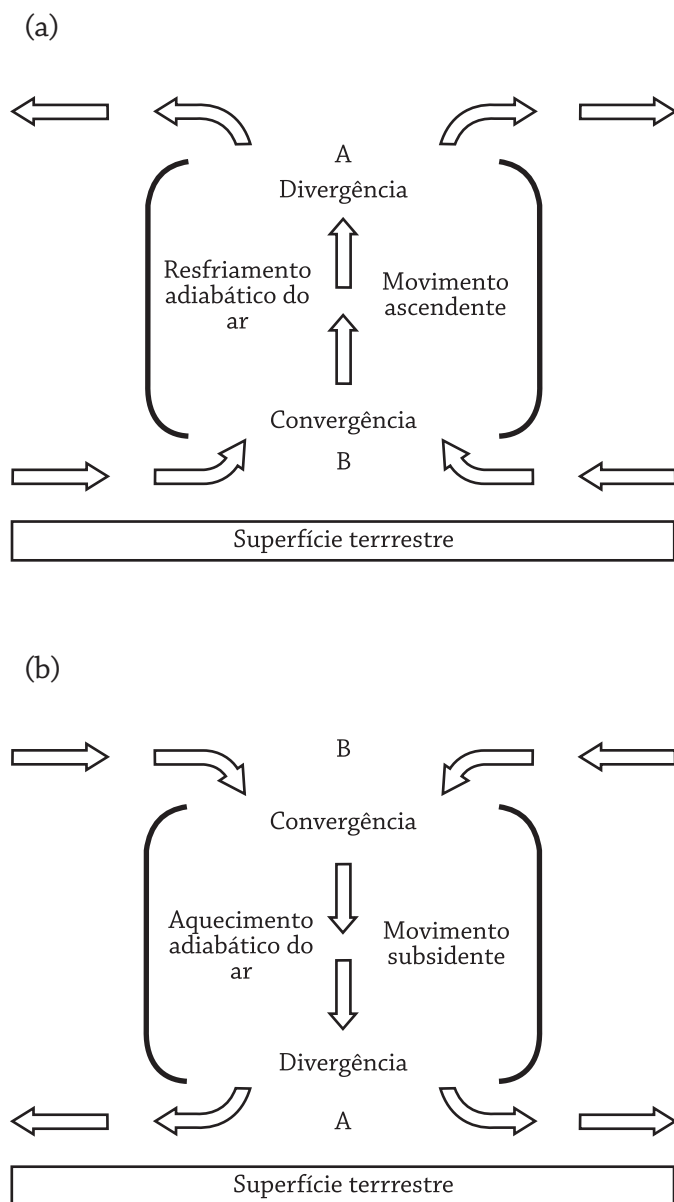 (a)
A
Divergência
Resfriamento
adiabático do
ar
Movimento
ascendente
Convergência
B
Superfície terrrestre
(b)
B
Convergência
Aquecimento
adiabático do
ar
Movimento
subsidente
Divergência
A
Superfície terrrestre